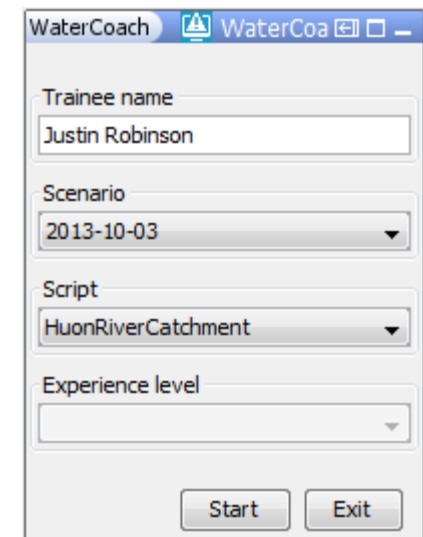 WaterCoach WaterCoa
Trainee name
Justin Robinson
Scenario
2013-10-03
Script
HuonRiverCatchment
Experience level
Start Exit